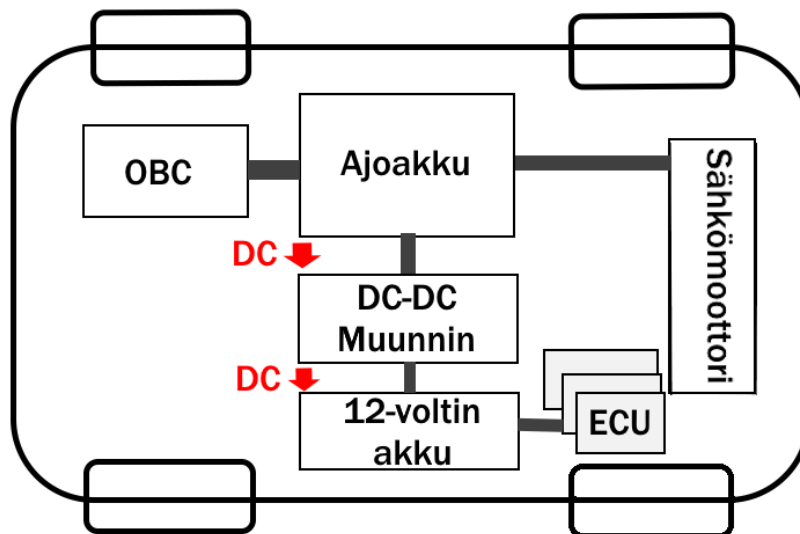 OBC
Ajoakku
Sähkömoottori
DC
DC-DC
Muunnin
DC
12-voltin
akku
ECU